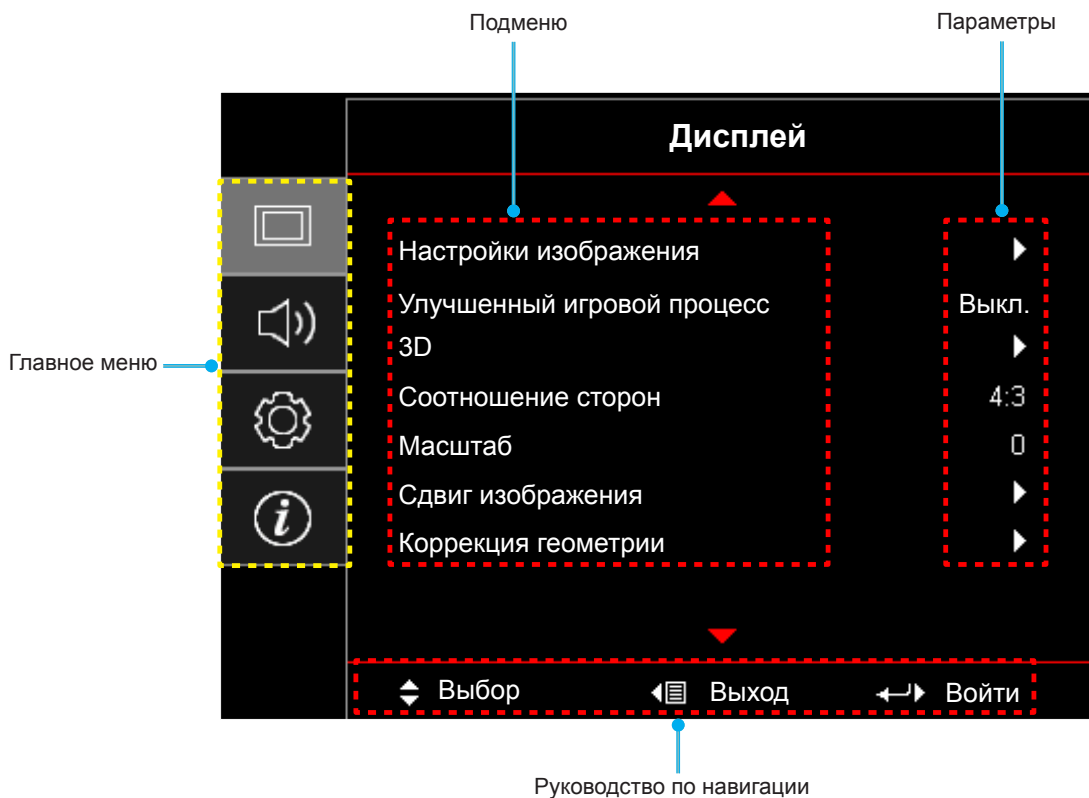 Подменю
Параметры
Дисплей
Настройки изображения
Улучшенный игровой процесс Выкл.
3D
Соотношение сторон 4:3
Масштаб 0
Сдвиг изображения
Коррекция геометрии
Главное меню
Выбор Выход Войти
Руководство по навигации